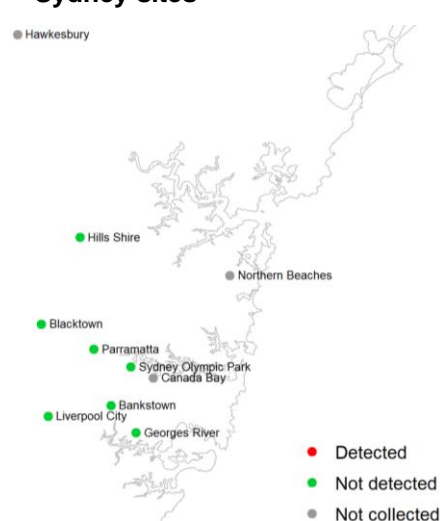 Sydney sites
Hawkesbury
Hills Shire
Northern Beaches
Blacktown
Parramatta
Sydney Olympic Park
Canada Bay
Bankstown
Liverpool City
Georges River
Detected
Not detected
Not collected